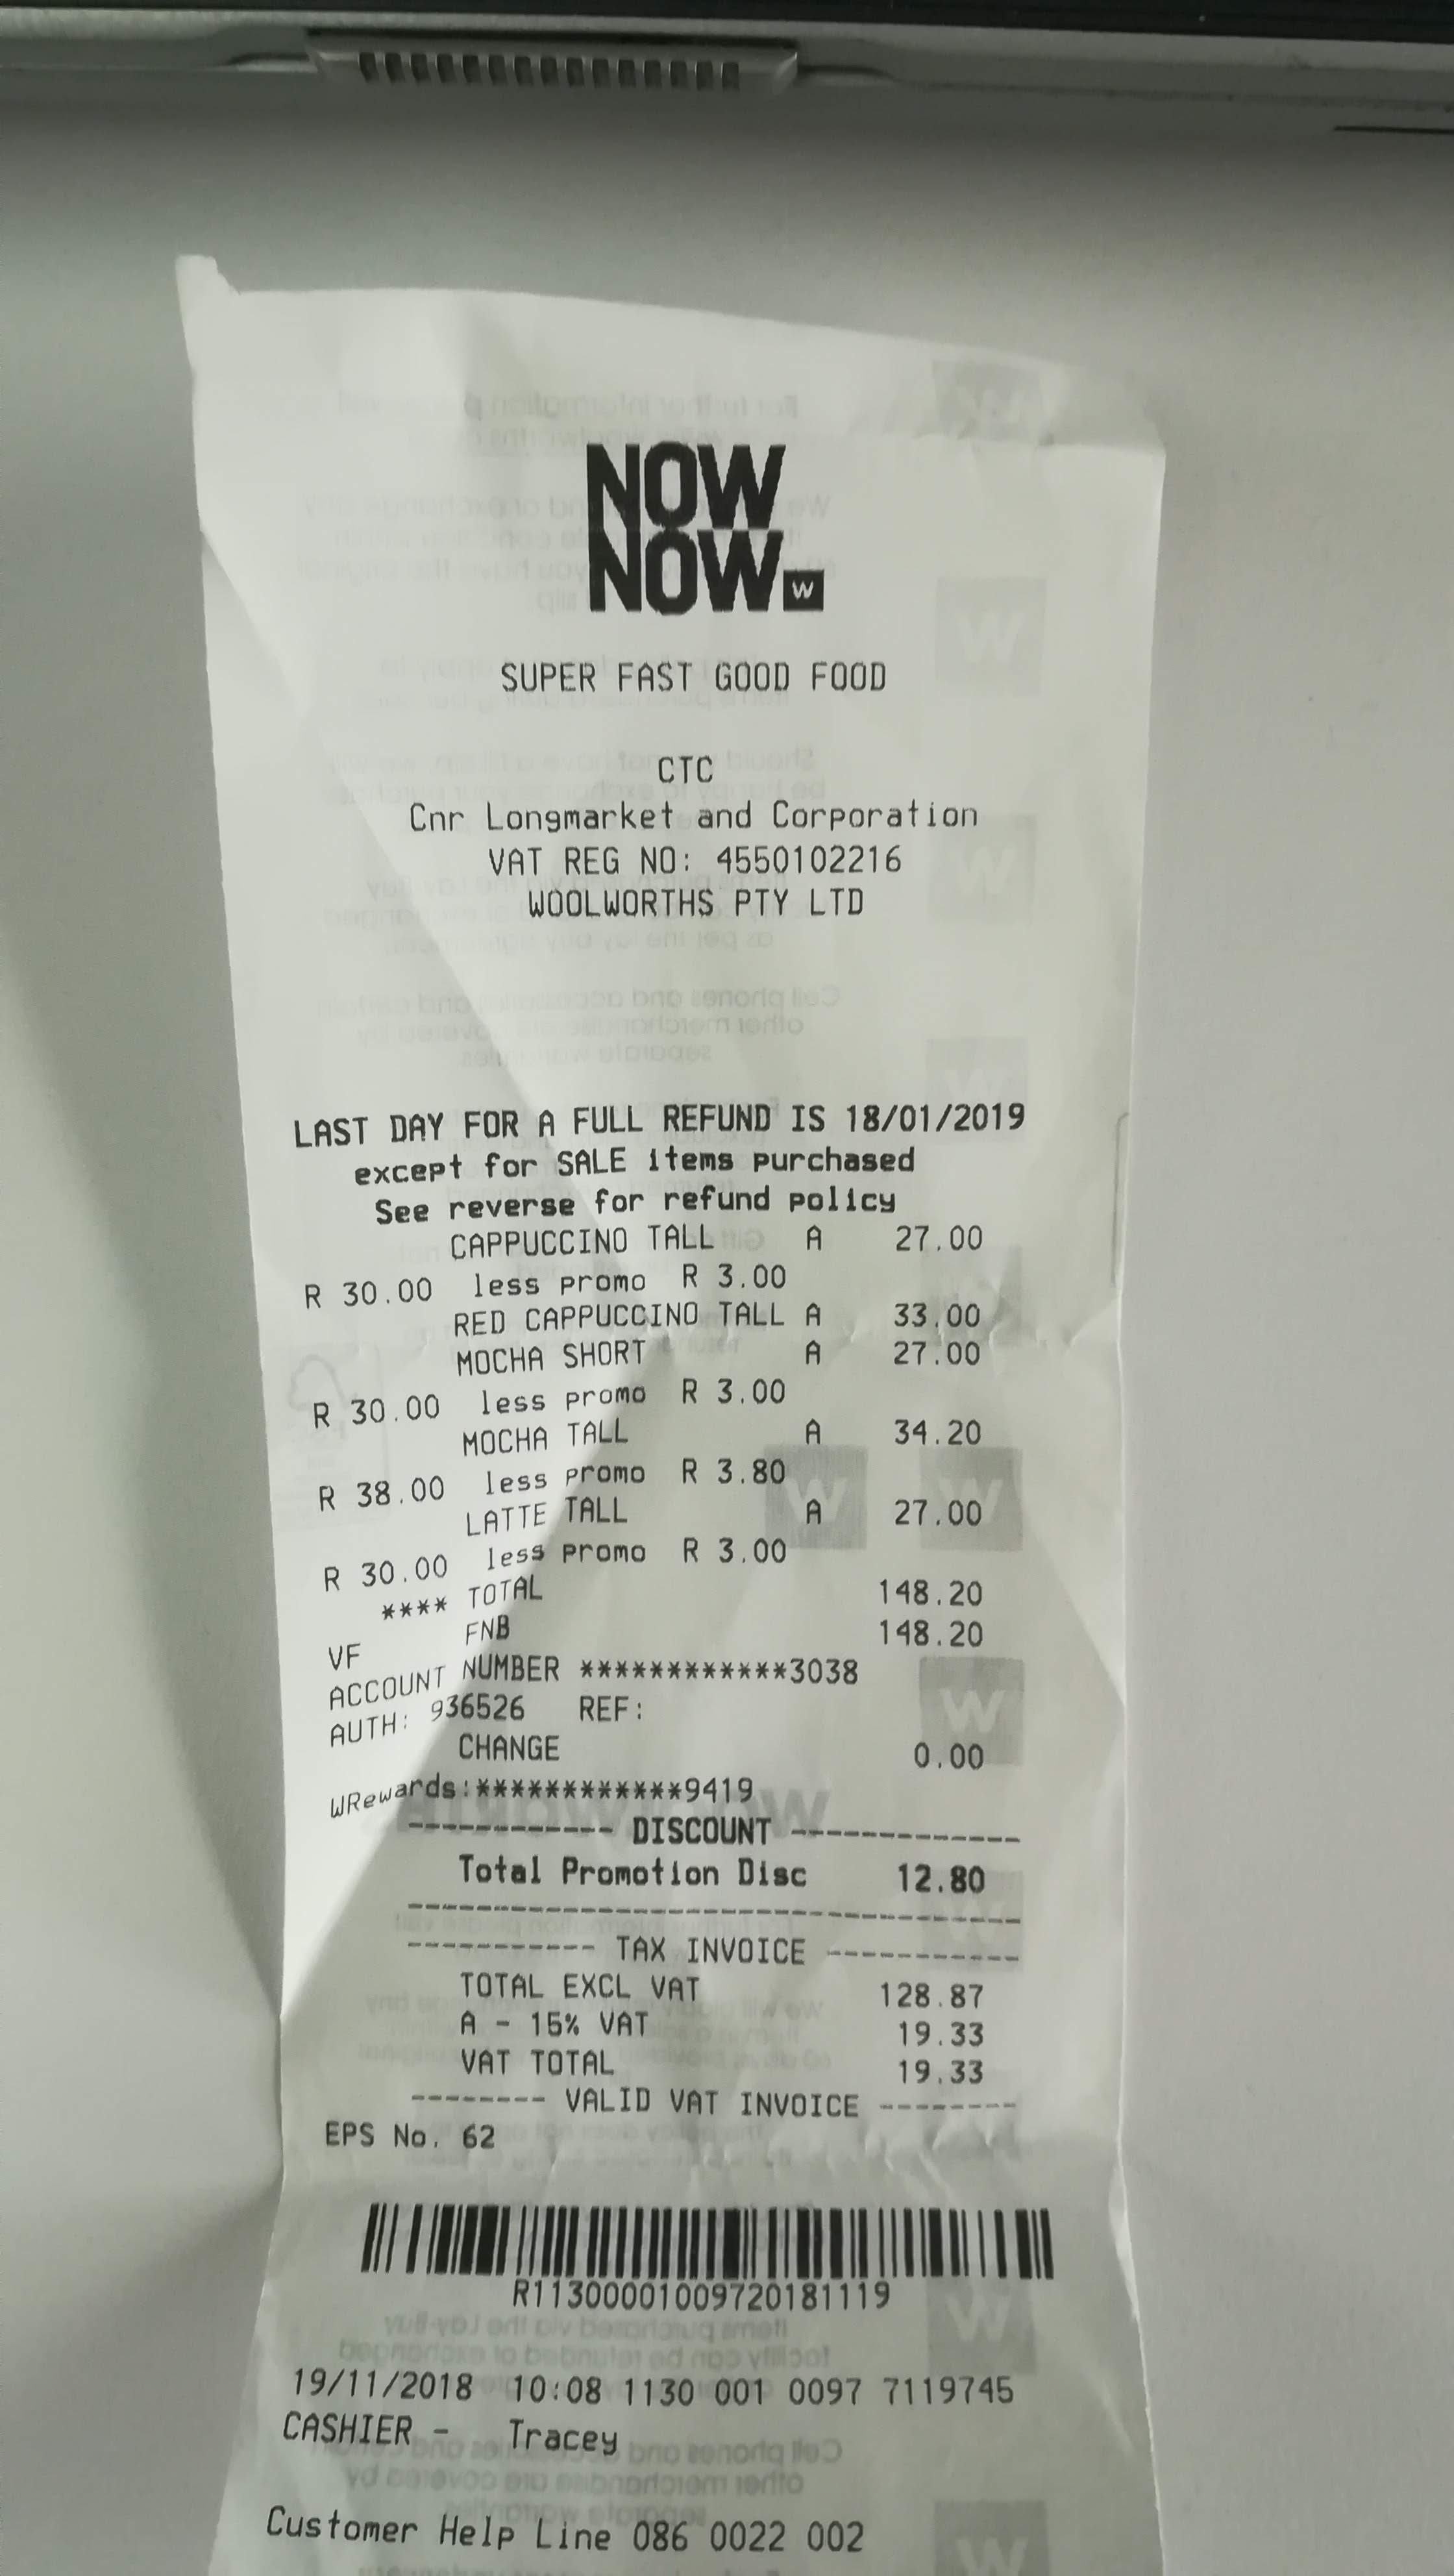 NOW
NOW
W
SUPER FAST GOOD FOOD
CTC
Cnr Longmarket and Corporation
VAT REG NO: 4550102216
WOOLWORTHS PTY LTD
LAST DAY FOR A FULL REFUND IS 18/01/2019
except for SALE items purchased
See reverse for refund policy
CAPPUCCINO TALL A 27.00
R 30.00 less promo R 3.00
RED CAPPUCCINO TALL A 33.00
MOCHA SHORT A 27.00
R 30.00 less promo R 3.00
MOCHA TALL A 34.20
R 38.00 less promo R 3.80
LATTE TALL A 27.00
R 30.00 less promo R 3.00
**** TOTAL 148.20
VF FNB 148.20
ACCOUNT NUMBER ************3038
AUTH: 936526 REF:
CHANGE 0.00
WRewards:************9419
------------ DISCOUNT -------------
Total Promotion Disc 12.80
-----------------------------------
----------- TAX INVOICE -----------
TOTAL EXCL VAT 128.87
A - 15% VAT 19.33
VAT TOTAL 19.33
-------- VALID VAT INVOICE --------
EPS No. 62
R11300001009720181119
19/11/2018 10:08 1130 001 0097 7119745
CASHIER - Tracey
Customer Help Line 086 0022 002